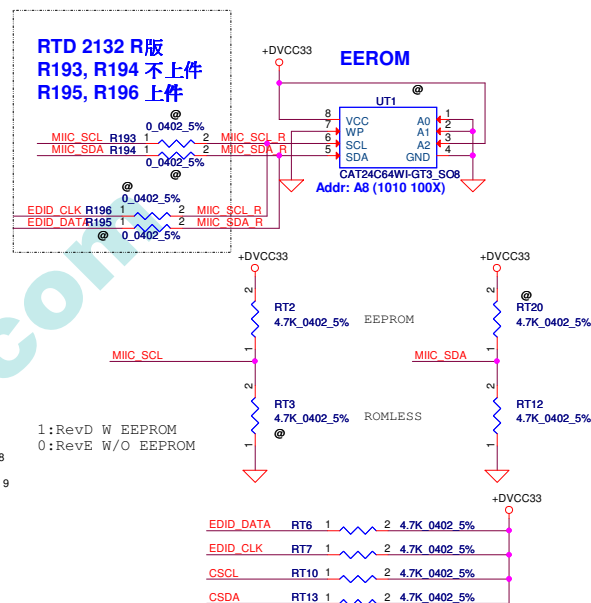 RTD 2132 R版
R193, R194 不上件
R195, R196 上件
+DVCC33
EEROM
@
UT1
8 VCC A0 1
7 WP A1 2
6 SCL A2 3
5 SDA GND 4
CAT24C64WI-GT3_SO8
Addr: A8 (1010 100X)
@
0_0402_5%
MIIC_SCL R193 1 2 MIIC_SCL_R
MIIC_SDA R194 1 2 MIIC_SDA_R
0_0402_5%
@
@
0_0402_5%
EDID_CLK R196 1 2 MIIC_SCL_R
EDID_DATA R195 1 2 MIIC_SDA_R
@ 0_0402_5%
+DVCC33
2
RT2
4.7K_0402_5%
EEPROM
1
MIIC_SCL
2
RT3
4.7K_0402_5%
ROMLESS
@
1
+DVCC33
2
@
RT20
4.7K_0402_5%
1
MIIC_SDA
2
RT12
4.7K_0402_5%
1
1:RevD W EEPROM
0:RevE W/O EEPROM
8
9
com
+DVCC33
EDID_DATA RT6 1 2 4.7K_0402_5%
EDID_CLK RT7 1 2 4.7K_0402_5%
CSCL RT10 1 2 4.7K_0402_5%
CSDA RT13 1 2 4.7K_0402_5%